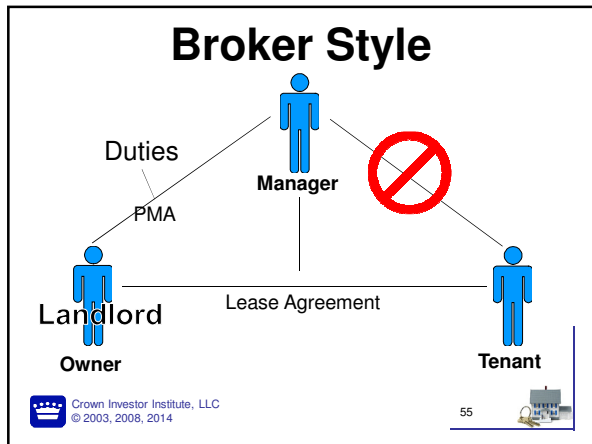 Broker Style
Duties
Manager
PMA
Lease Agreement
Landlord
Owner
Tenant
Crown Investor Institute, LLC
© 2003, 2008, 2014
55